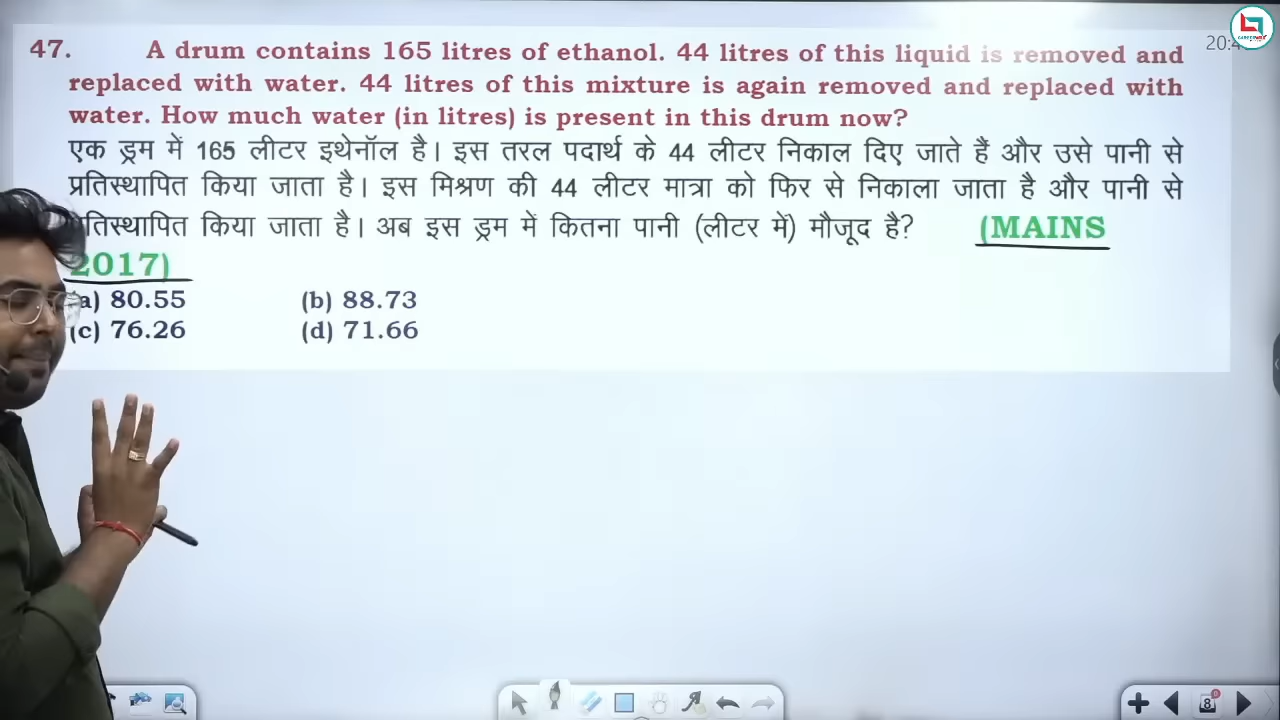 47. A drum contains 165 litres of ethanol. 44 litres of this liquid is removed and
replaced with water. 44 litres of this mixture is again removed and replaced with
water. How much water (in litres) is present in this drum now?
एक ड्रम में 165 लीटर इथेनॉल है। इस तरल पदार्थ के 44 लीटर निकाल दिए जाते हैं और उसे पानी से
प्रतिस्थापित किया जाता है। इस मिश्रण की 44 लीटर मात्रा को फिर से निकाला जाता है और पानी से
तिस्थापित किया जाता है। अब इस ड्रम में कितना पानी (लीटर में) मौजूद है? (MAINS
2017)
a) 80.55 (b) 88.73
(c) 76.26 (d) 71.66
8